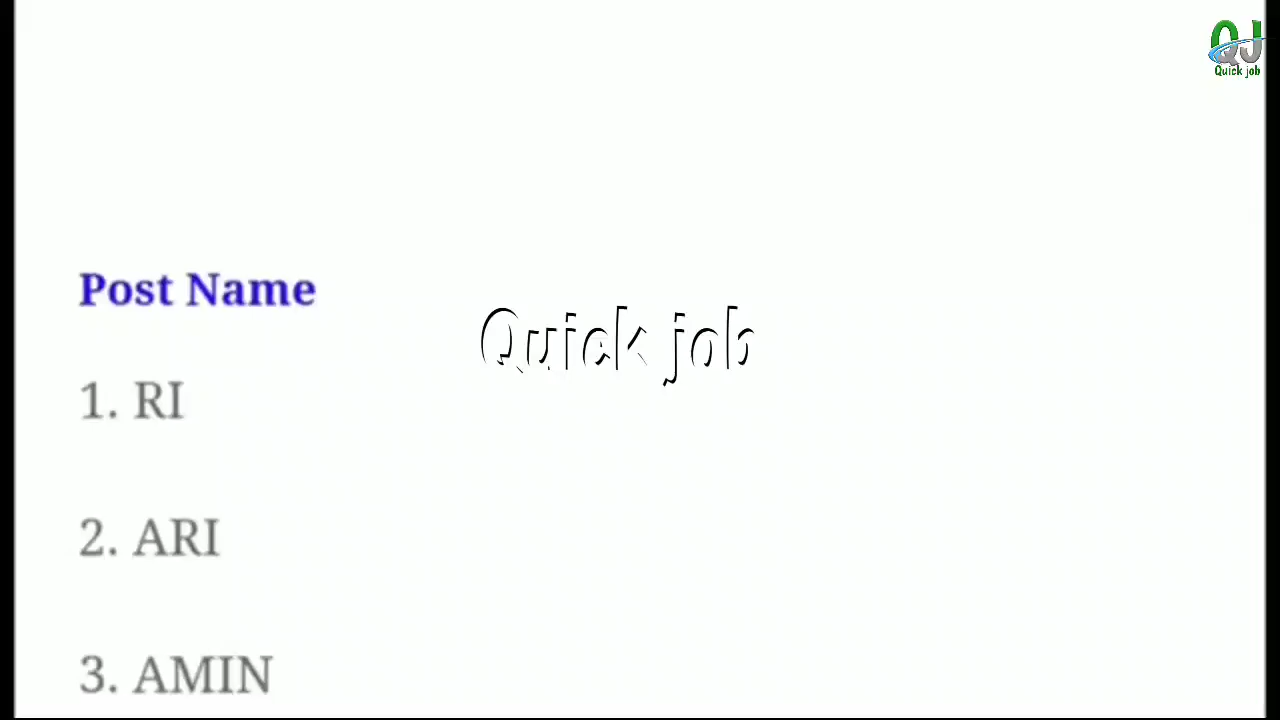 QJ
Quick job
Post Name
Quick job
1. RI
2. ARI
3. AMIN